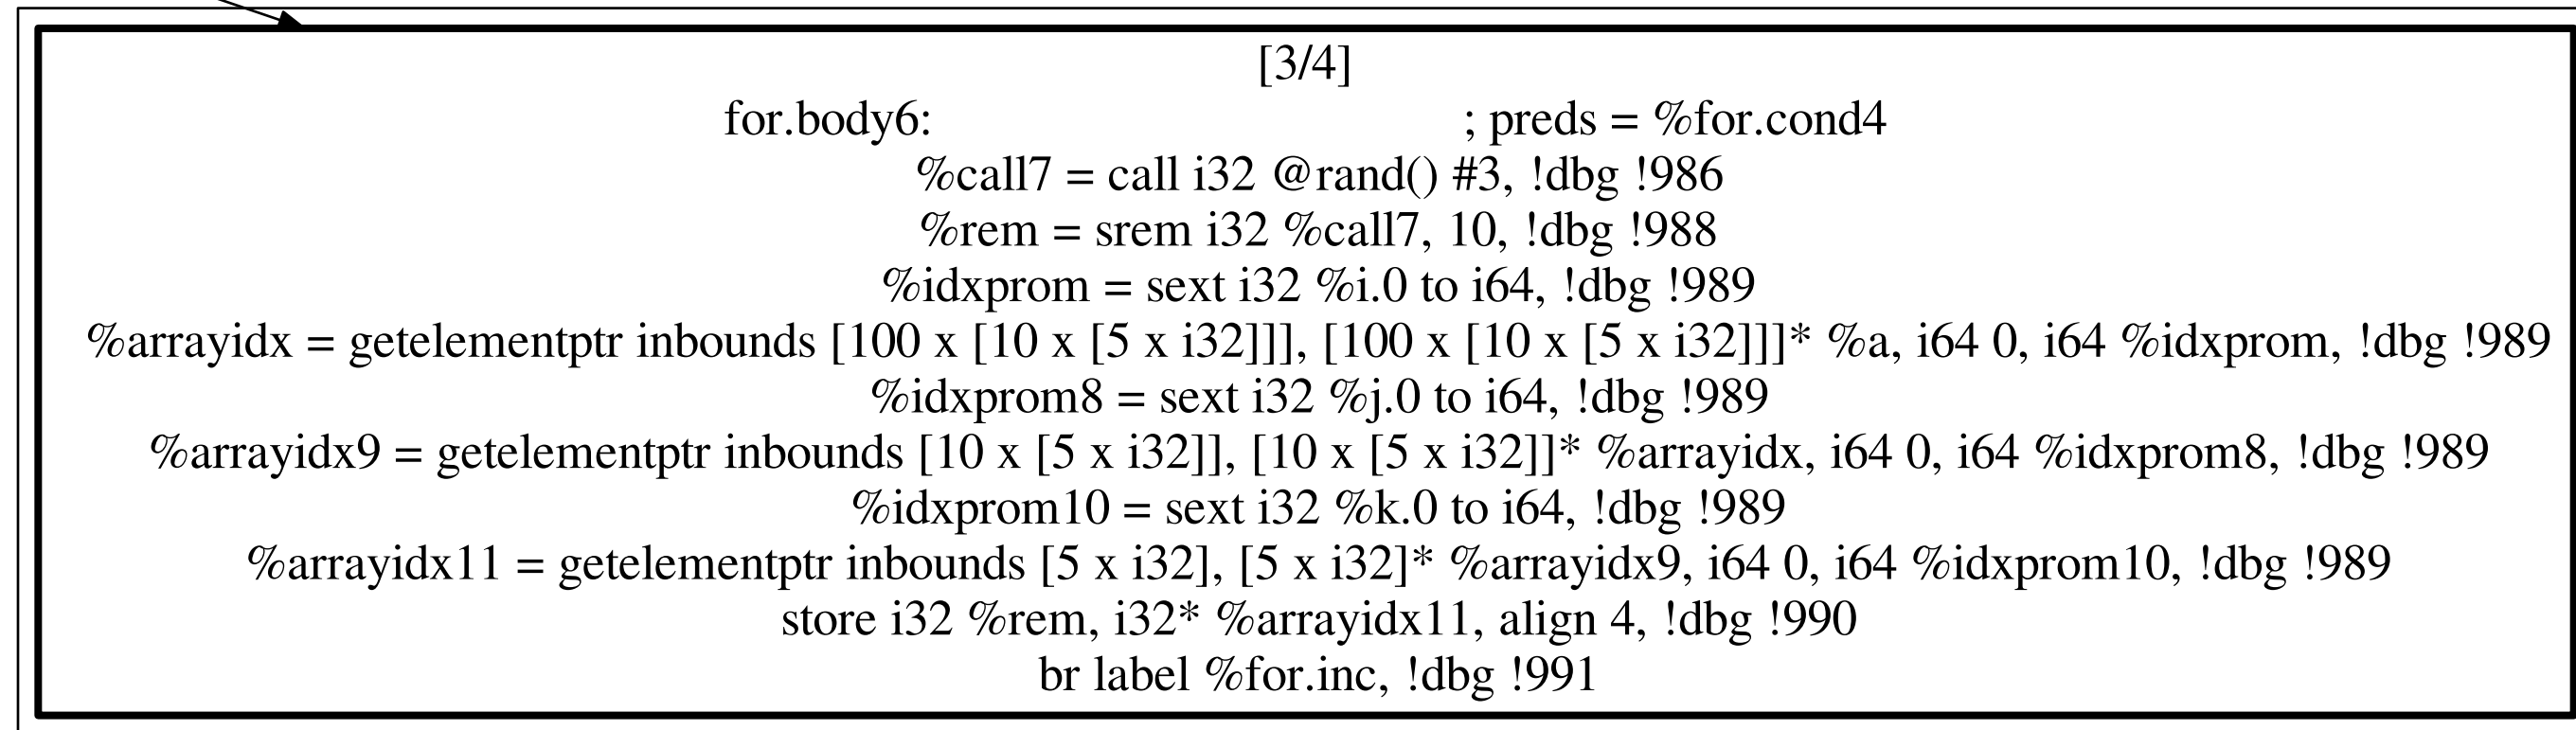 [3/4]
for.body6: ; preds = %for.cond4
%call7 = call i32 @rand() #3, !dbg !986
%rem = srem i32 %call7, 10, !dbg !988
%idxprom = sext i32 %i.0 to i64, !dbg !989
%arrayidx = getelementptr inbounds [100 x [10 x [5 x i32]]], [100 x [10 x [5 x i32]]]* %a, i64 0, i64 %idxprom, !dbg !989
%idxprom8 = sext i32 %j.0 to i64, !dbg !989
%arrayidx9 = getelementptr inbounds [10 x [5 x i32]], [10 x [5 x i32]]* %arrayidx, i64 0, i64 %idxprom8, !dbg !989
%idxprom10 = sext i32 %k.0 to i64, !dbg !989
%arrayidx11 = getelementptr inbounds [5 x i32], [5 x i32]* %arrayidx9, i64 0, i64 %idxprom10, !dbg !989
store i32 %rem, i32* %arrayidx11, align 4, !dbg !990
br label %for.inc, !dbg !991